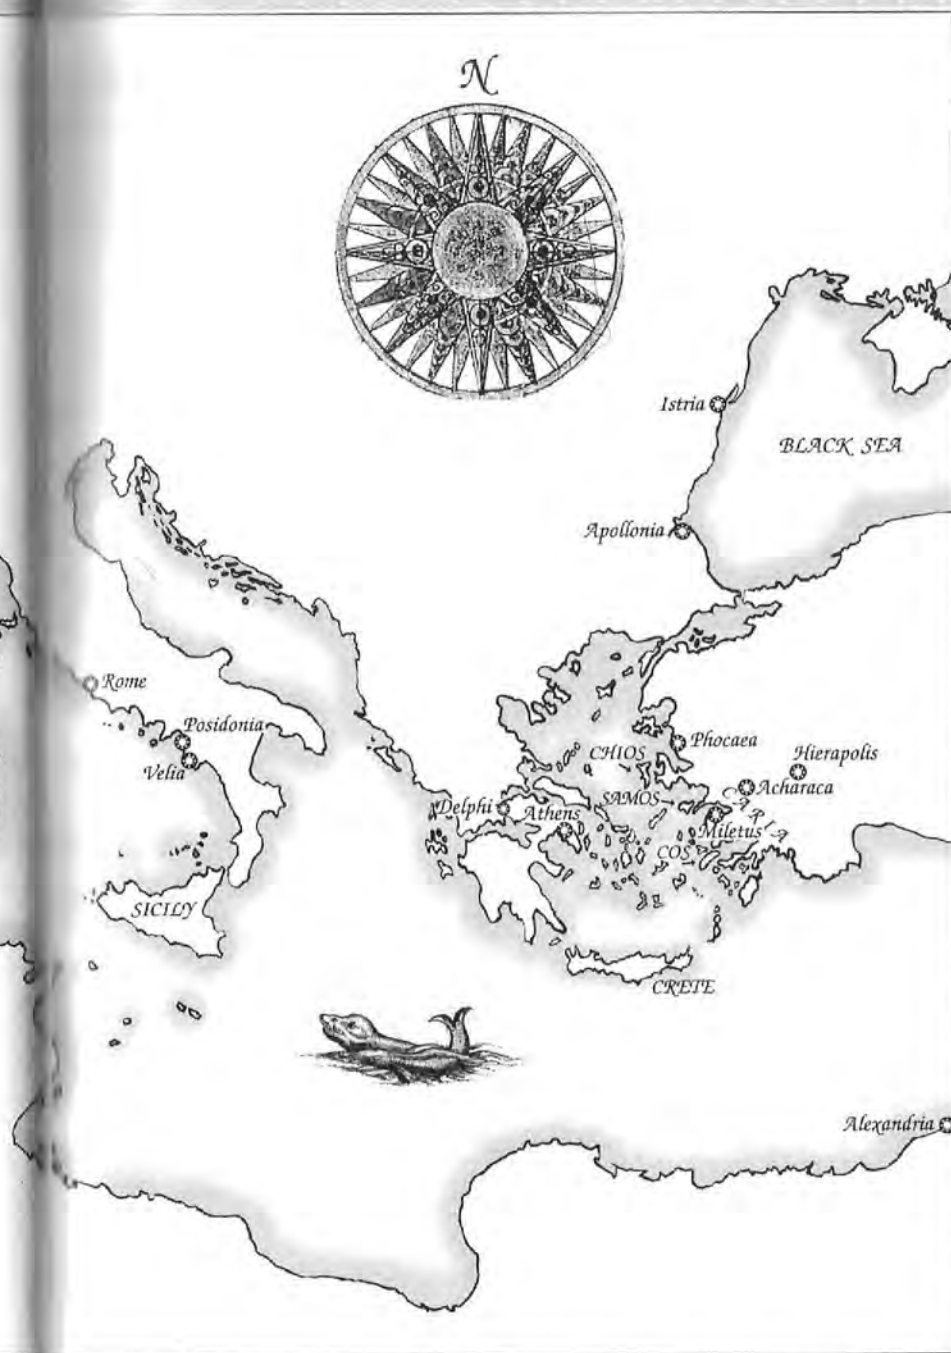 N
Istria
BLACK SEA
Apollonia
Rome
Posidonia
Velia
Phocaea
Hierapolis
CHIOS
Acharaca
SAMOS
CARIA
Delphi
Athens
Miletus
COS
SICILY
CRETE
Alexandria